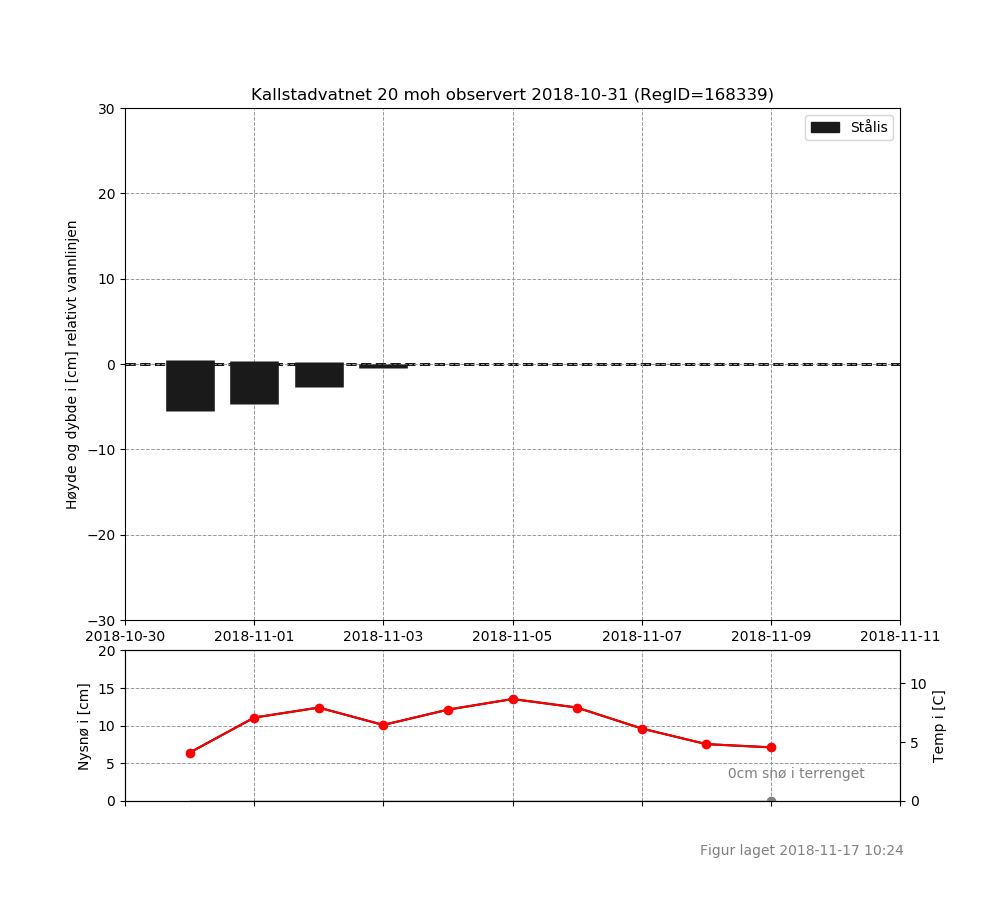 Kallstadvatnet 20 moh observert 2018-10-31 (RegID=168339)
Stålis
Høyde og dybde i [cm] relativt vannlinjen
30
20
10
0
−10
−20
−30
2018-10-30 2018-11-01 2018-11-03 2018-11-05 2018-11-07 2018-11-09 2018-11-11
Nysnø i [cm]
20
15
10
5
0
10
5
0
Temp i [C]
0cm snø i terrenget
Figur laget 2018-11-17 10:24